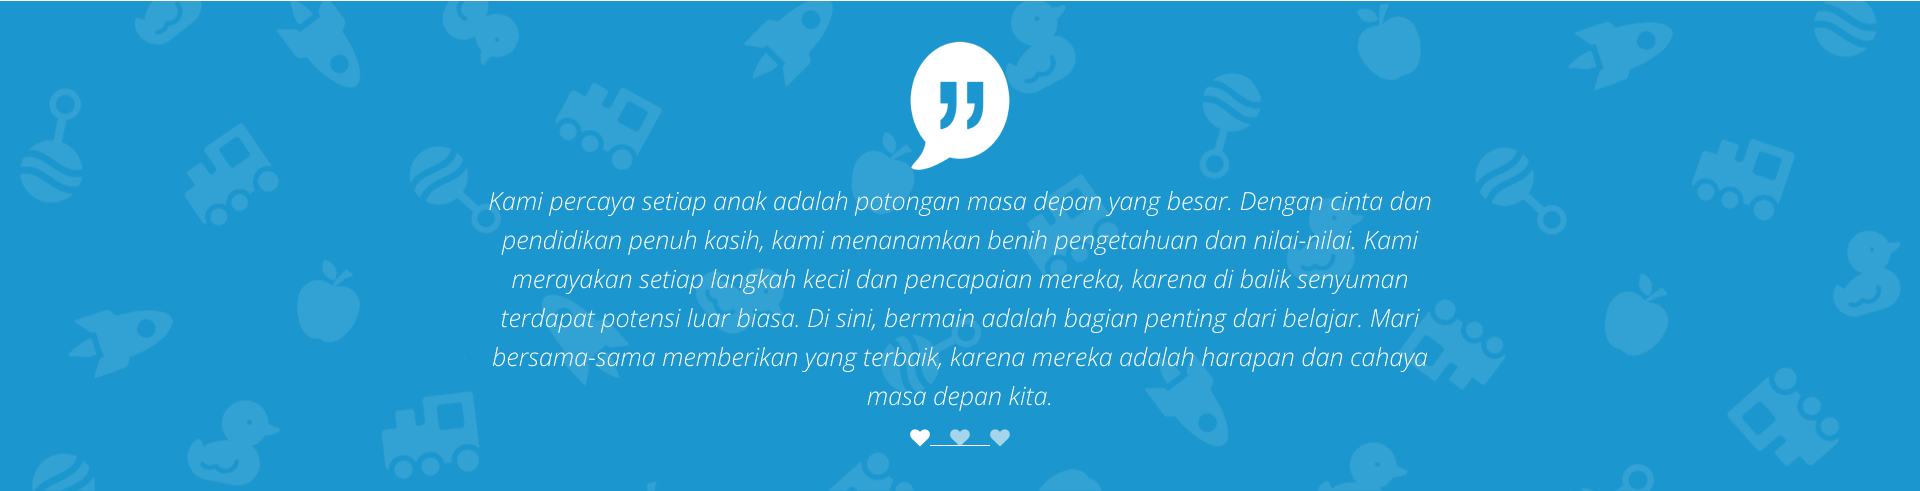 Kami percaya setiap anak adalah potongan masa depan yang besar. Dengan cinta dan
pendidikan penuh kasih, kami menanamkan benih pengetahuan dan nilai-nilai. Kami
merayakan setiap langkah kecil dan pencapaian mereka, karena di balik senyuman
terdapat potensi luar biasa. Di sini, bermain adalah bagian penting dari belajar. Mari
bersama-sama memberikan yang terbaik, karena mereka adalah harapan dan cahaya
masa depan kita.